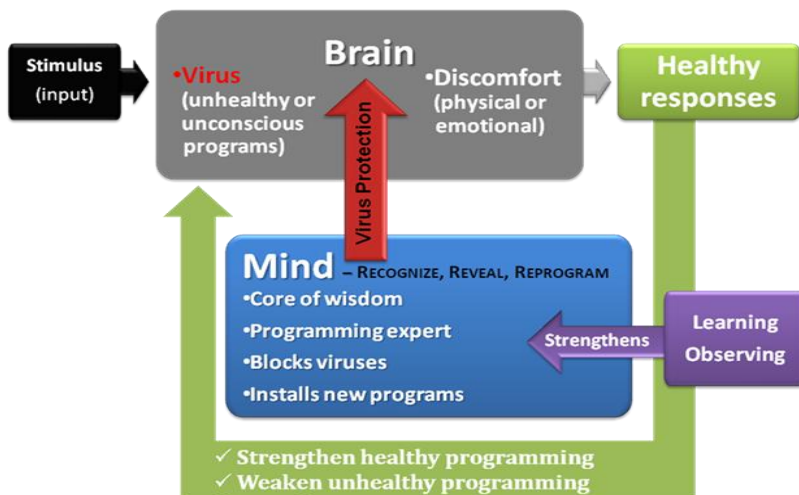 Stimulus
(input)
Brain
•Virus
(unhealthy or
unconscious
programs)
•Discomfort
(physical or
emotional)
Healthy
responses
Virus Protection
Mind – RECOGNIZE, REVEAL, REPROGRAM
•Core of wisdom
•Programming expert
•Blocks viruses
•Installs new programs
Strengthens
Learning
Observing
✓ Strengthen healthy programming
✓ Weaken unhealthy programming